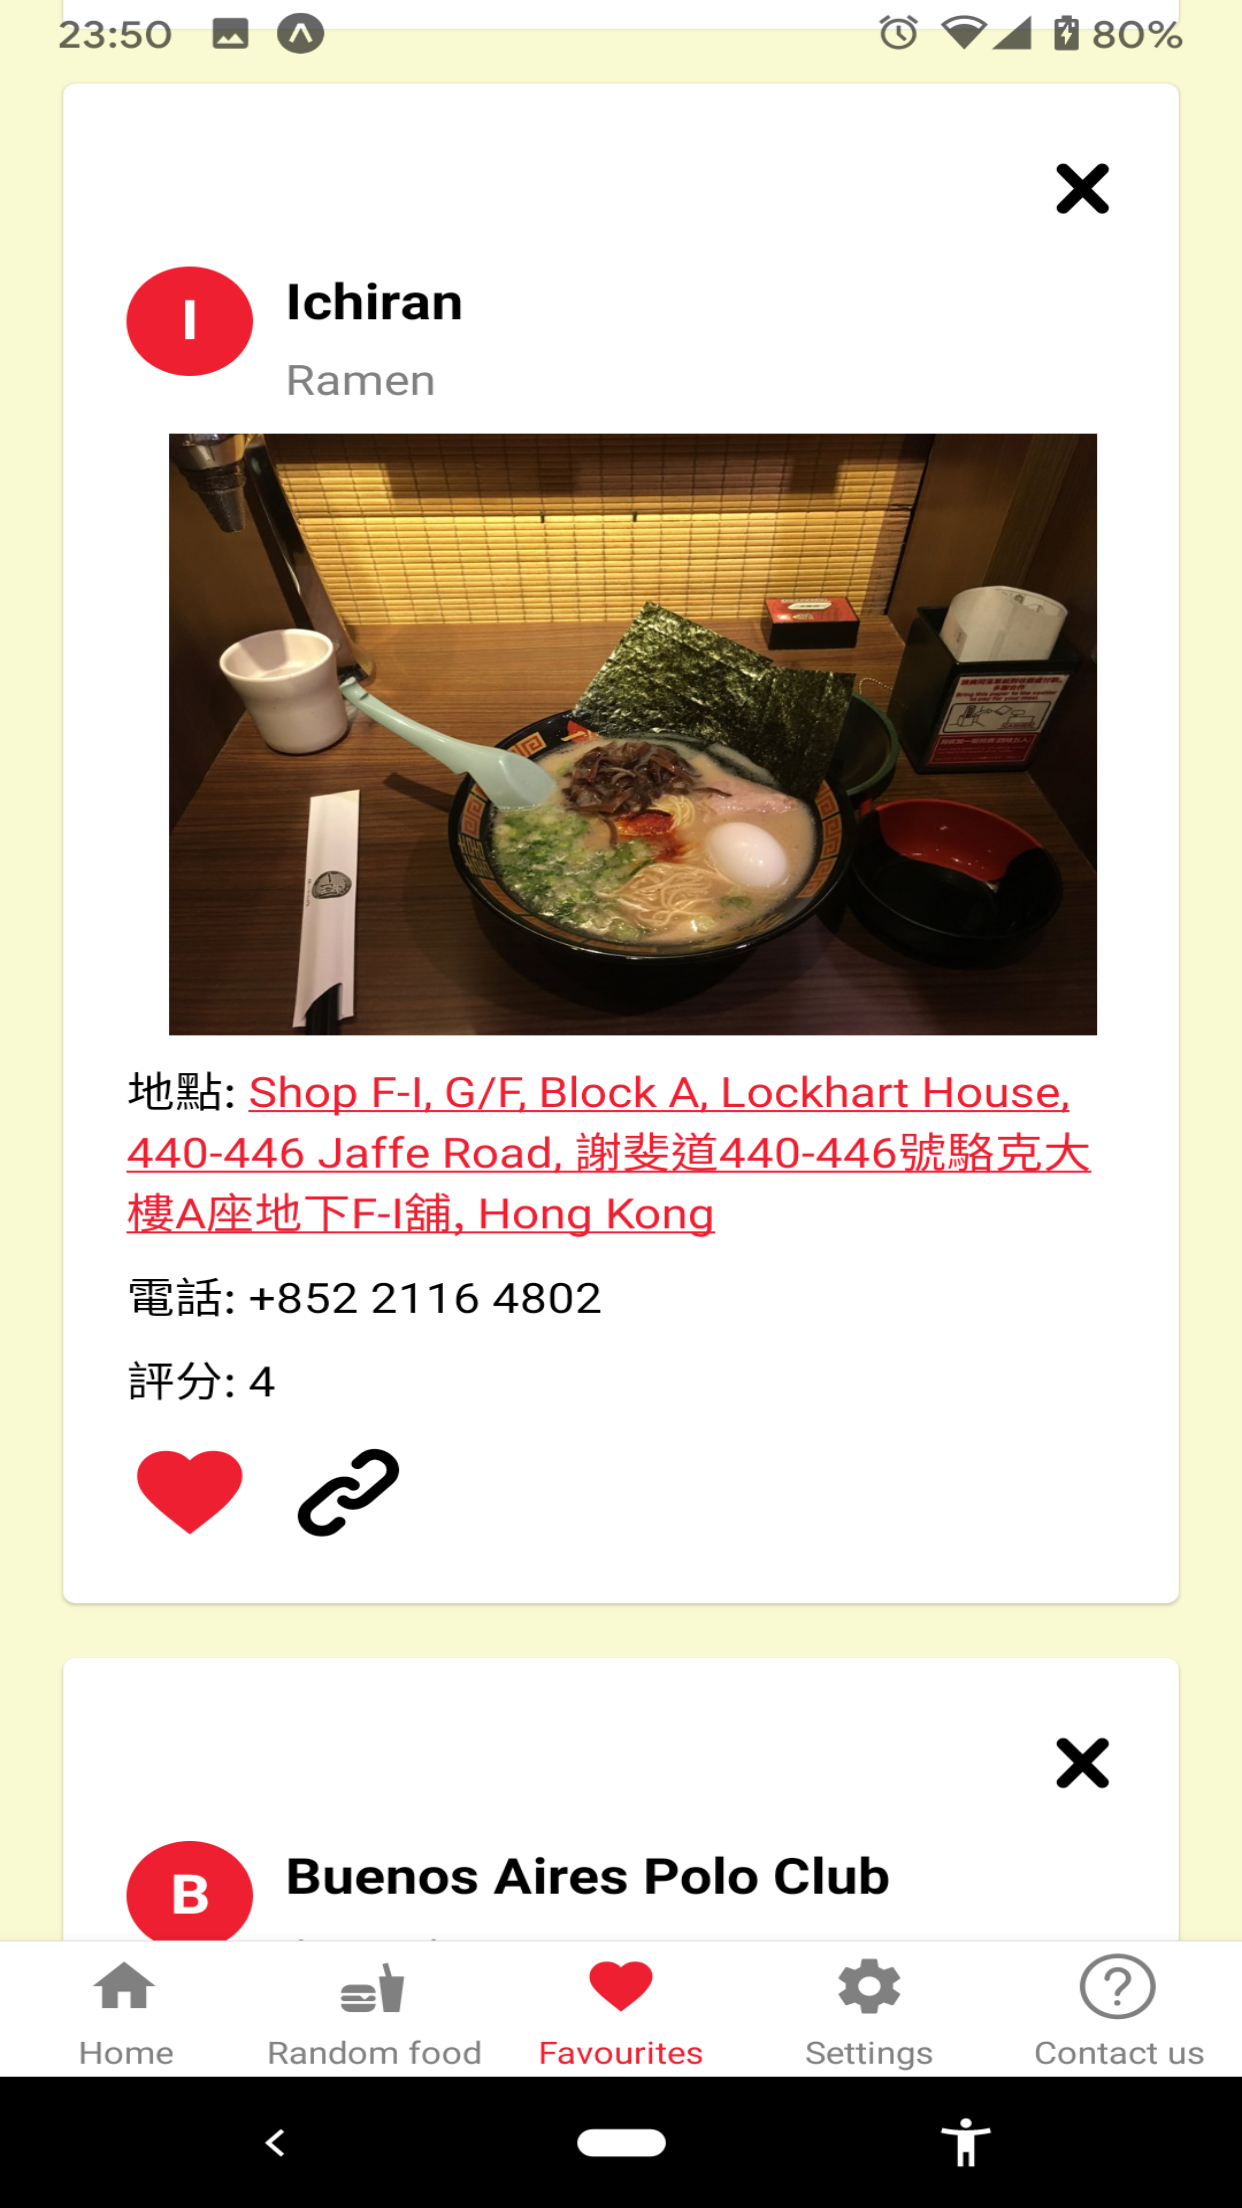 23:50
80%
I
Ichiran
Ramen
地點: Shop F-I, G/F, Block A, Lockhart House,
440-446 Jaffe Road, 謝斐道440-446號駱克大
樓A座地下F-I舖, Hong Kong
電話: +852 2116 4802
評分: 4
B
Buenos Aires Polo Club
Home
Random food
Favourites
Settings
Contact us